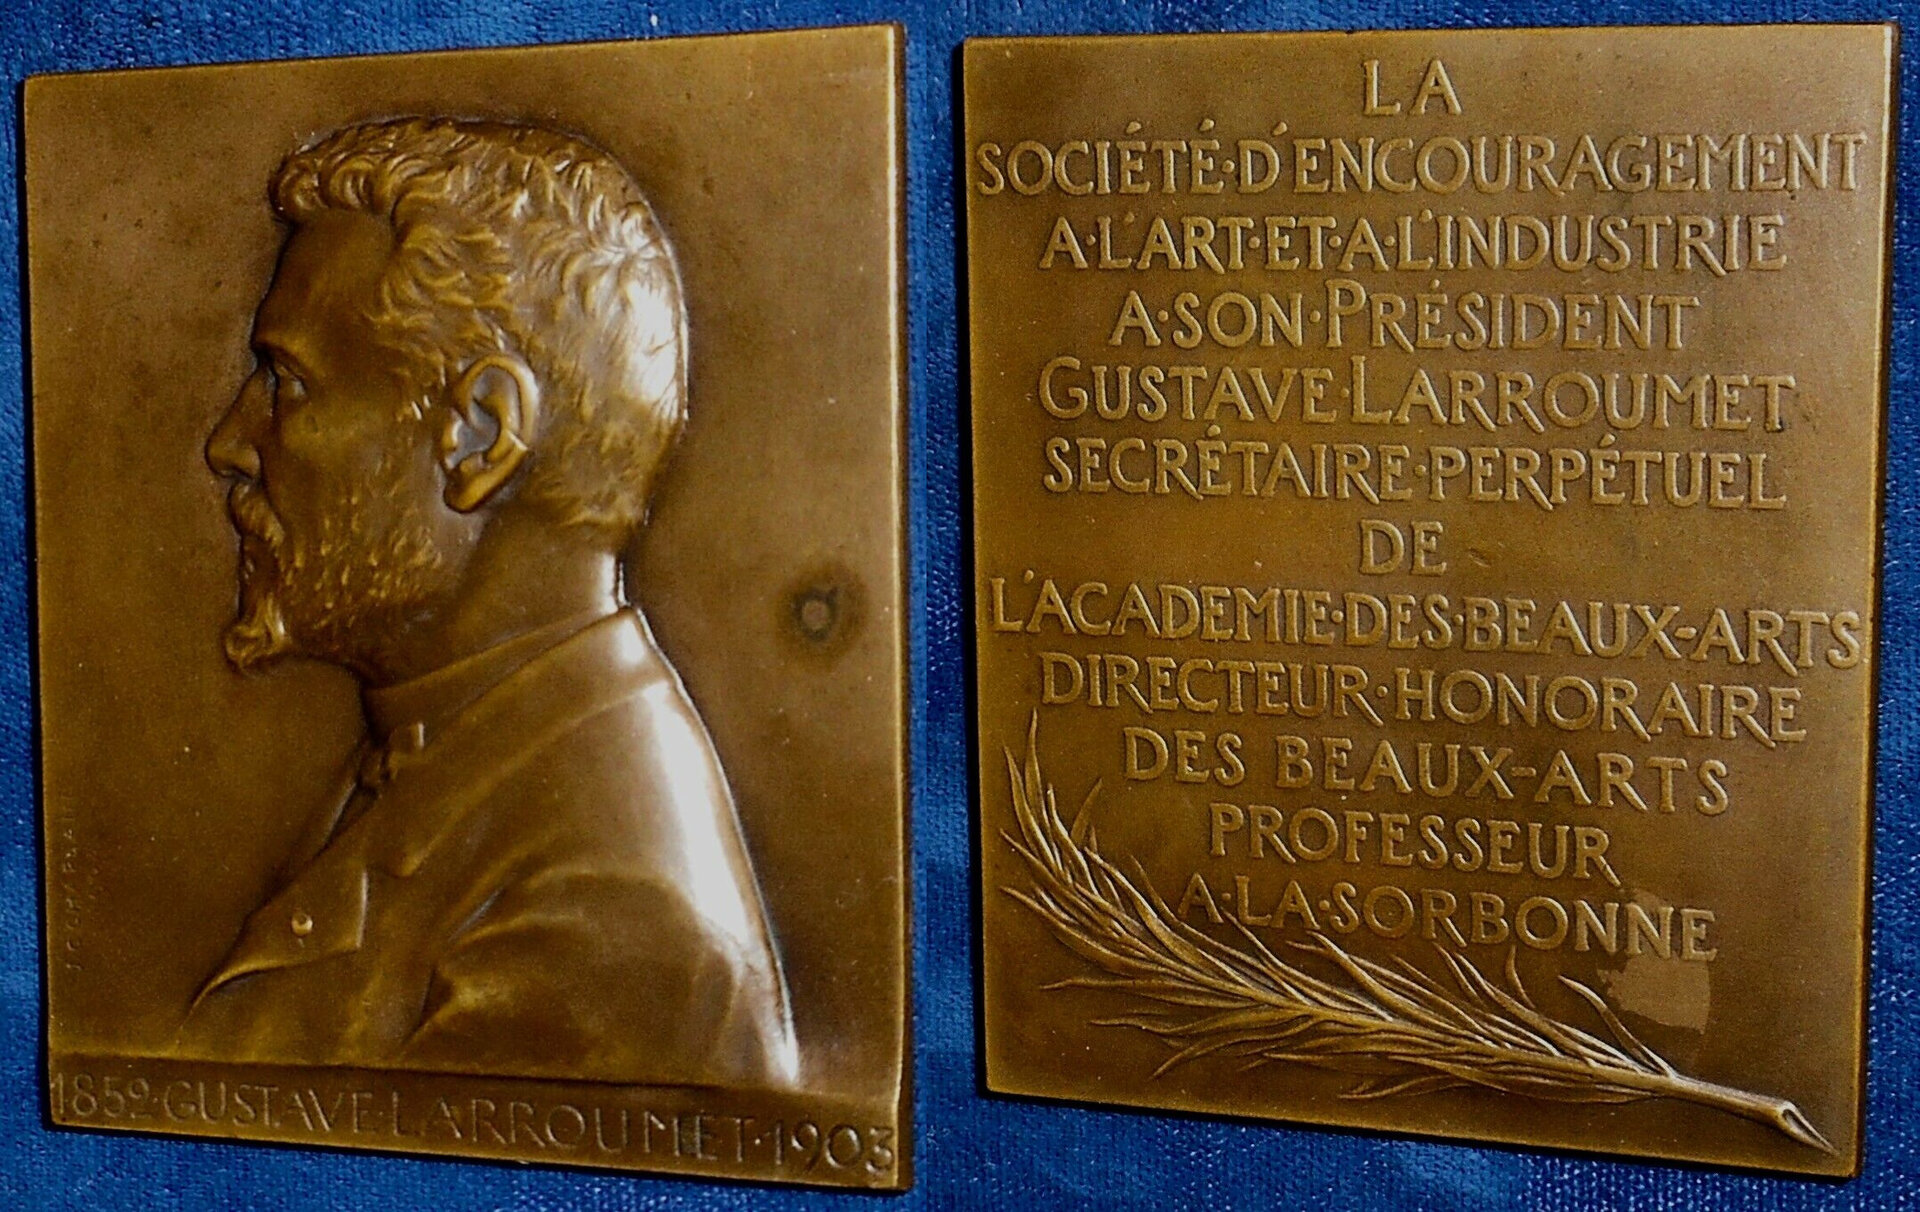 J·C·CHAPLAIN
1852·GUSTAVE·LARROUMET·1903
LA
SOCIÉTÉ·D'ENCOURAGEMENT
A·L'ART·ET·A·L'INDUSTRIE
A·SON·PRÉSIDENT
GUSTAVE·LARROUMET
SECRÉTAIRE·PERPÉTUEL
DE
L'ACADEMIE·DES·BEAUX-ARTS
DIRECTEUR·HONORAIRE
DES BEAUX-ARTS
PROFESSEUR
A·LA·SORBONNE